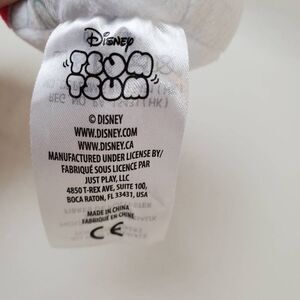 Disney
TSUM
TSUM
© DISNEY
WWW.DISNEY.COM
WWW.DISNEY.CA
MANUFACTURED UNDER LICENSE BY/
FABRIQUÉ SOUS LICENCE PAR
JUST PLAY, LLC
4850 T-REX AVE, SUITE 100,
BOCA RATON, FL 33431, USA
MADE IN CHINA
FABRIQUÉ EN CHINE
CE